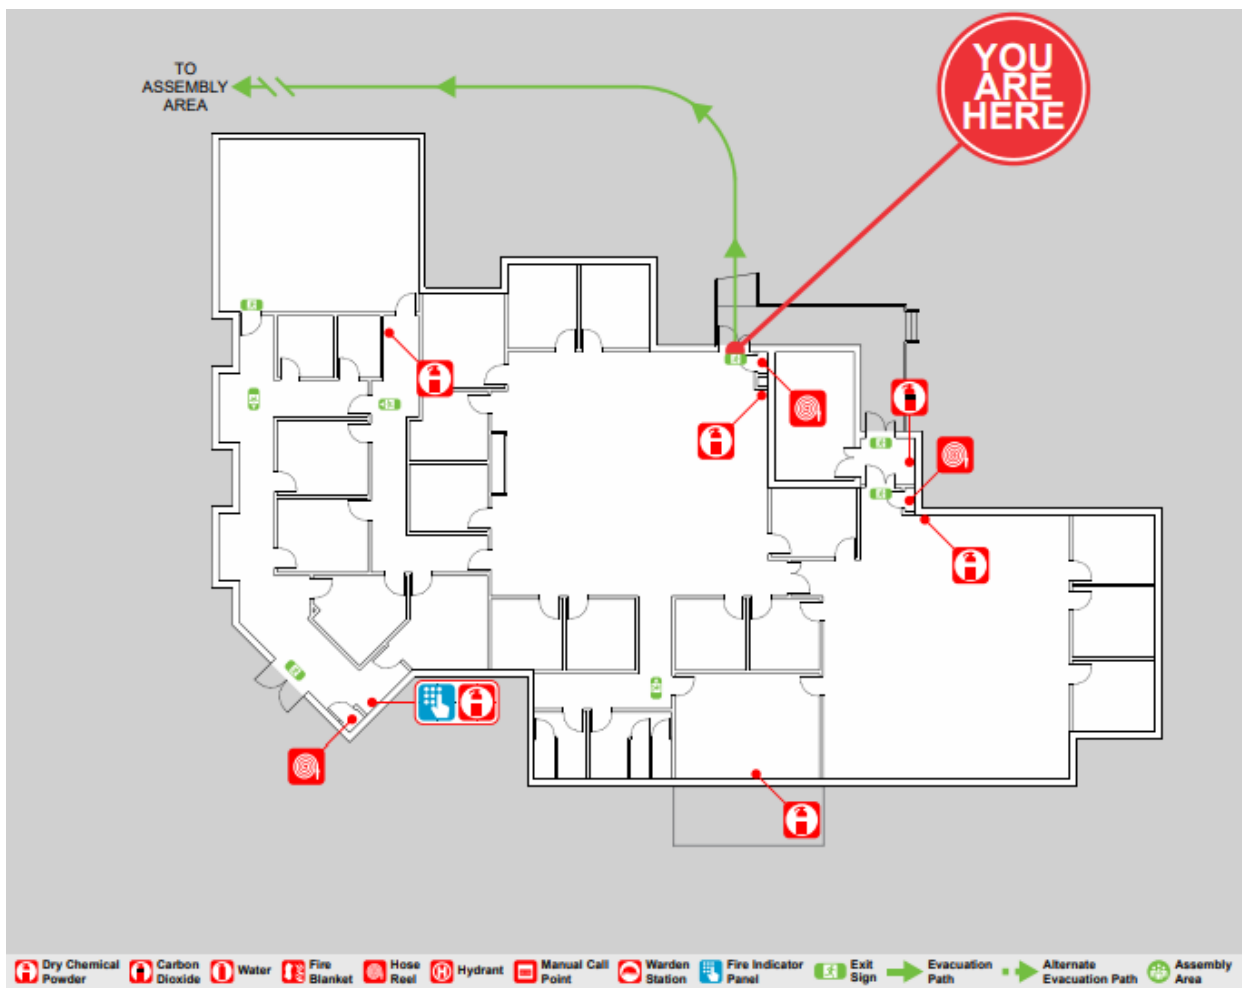 YOU
ARE
HERE
TO
ASSEMBLY
AREA
Dry Chemical
Powder
Carbon
Dioxide
Water
Fire
Blanket
Hose
Reel
Hydrant
Manual Call
Point
Warden
Station
Fire Indicator
Panel
Exit
Sign
Evacuation
Path
Alternate
Evacuation Path
Assembly
Area